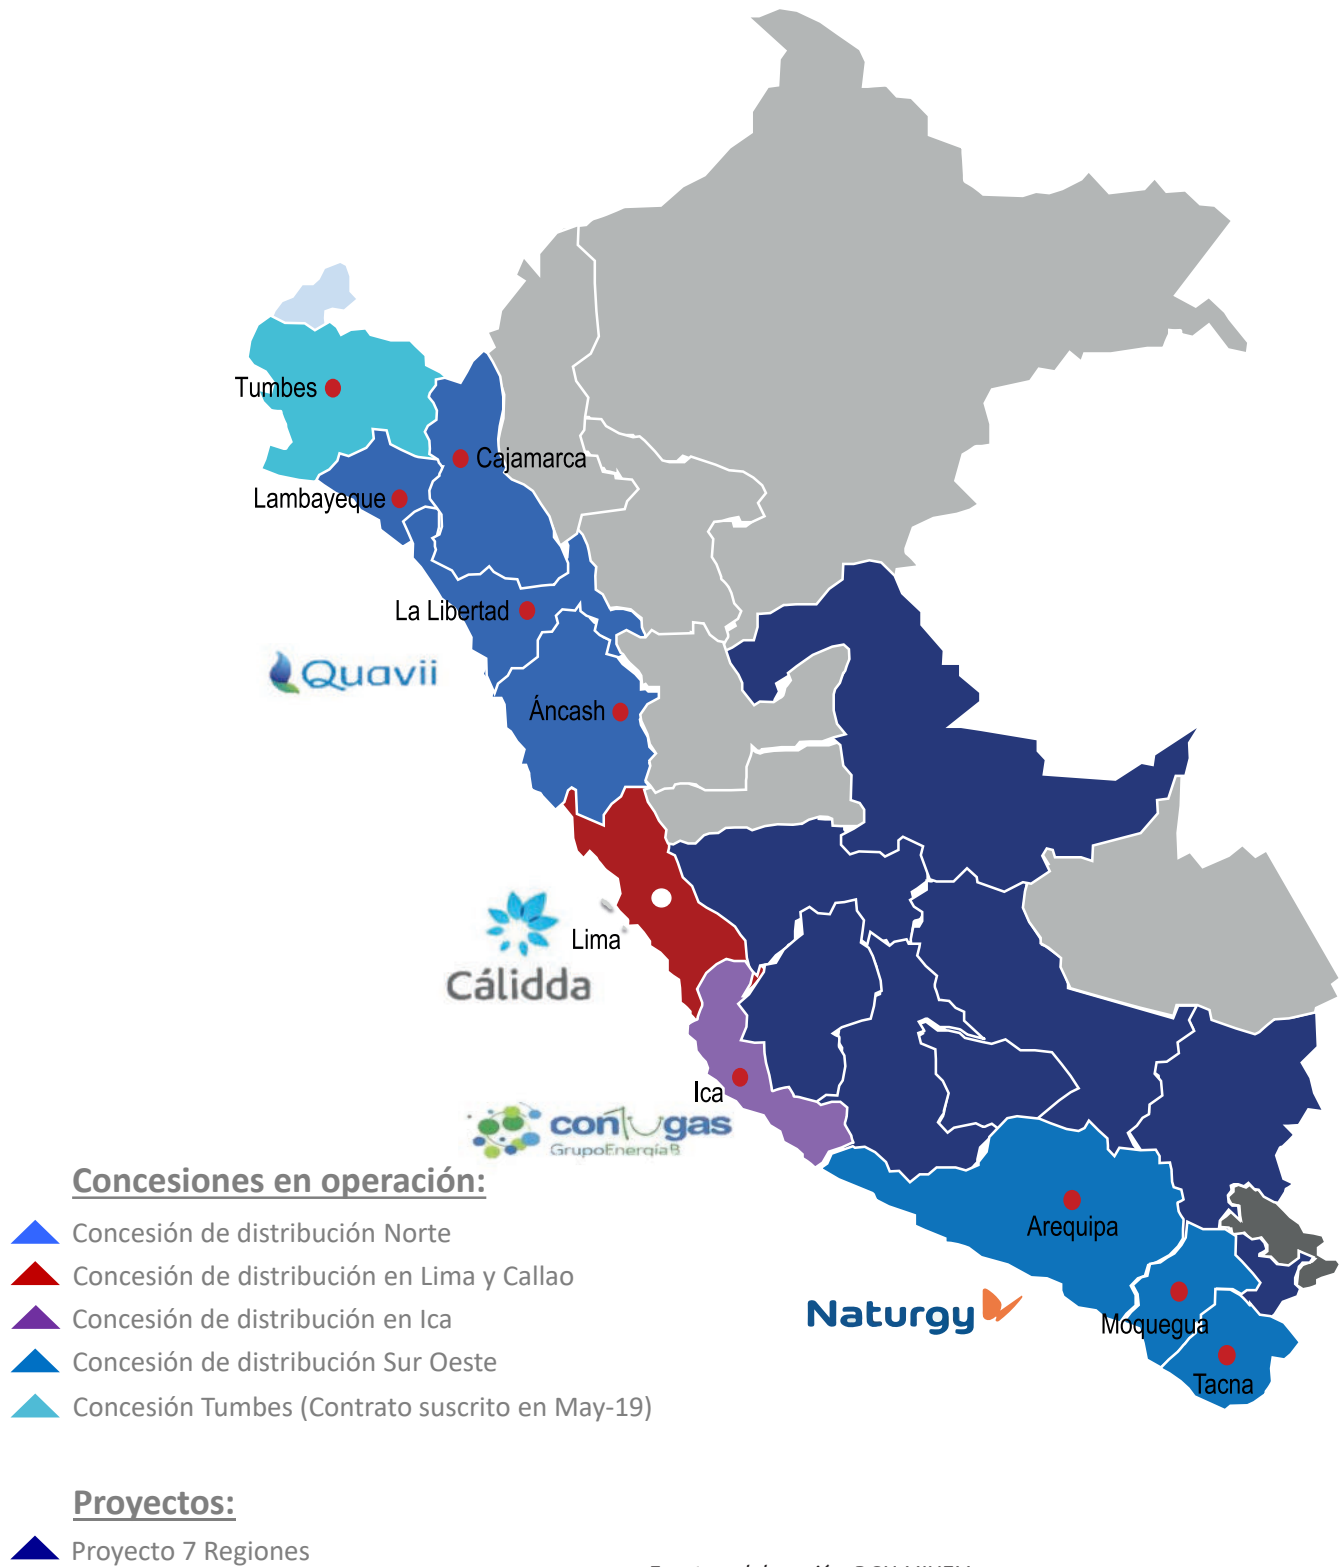 Tumbes
Cajamarca
Lambayeque
La Libertad
Quavii
Áncash
Lima
Cálidda
Ica
contugas
GrupoEnergíaB
Arequipa
Naturgy
Moquegua
Tacna
Concesiones en operación:
Concesión de distribución Norte
Concesión de distribución en Lima y Callao
Concesión de distribución en Ica
Concesión de distribución Sur Oeste
Concesión Tumbes (Contrato suscrito en May-19)
Proyectos:
Proyecto 7 Regiones